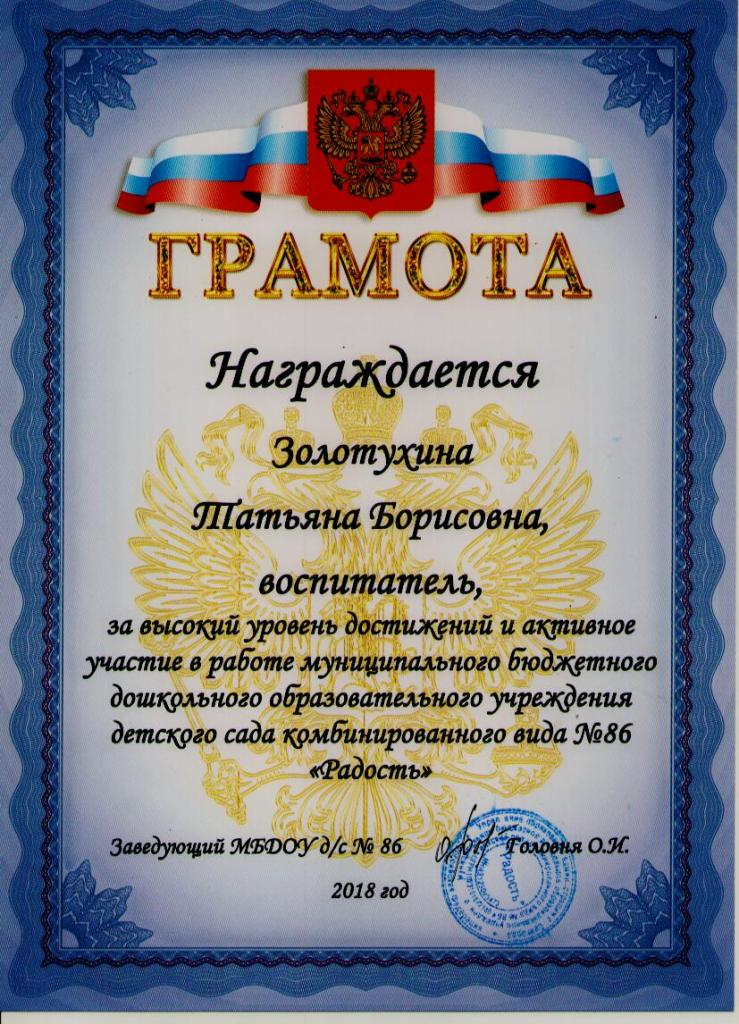 ГРАМОТА
Награждается
Золотухина
Татьяна Борисовна,
воспитатель,
за высокий уровень достижений и активное
участие в работе муниципального бюджетного
дошкольного образовательного учреждения
детского сада комбинированного вида №86
«Радость»
Заведующий МБДОУ д/с № 86 Головня О.И.
Радость
2018 год